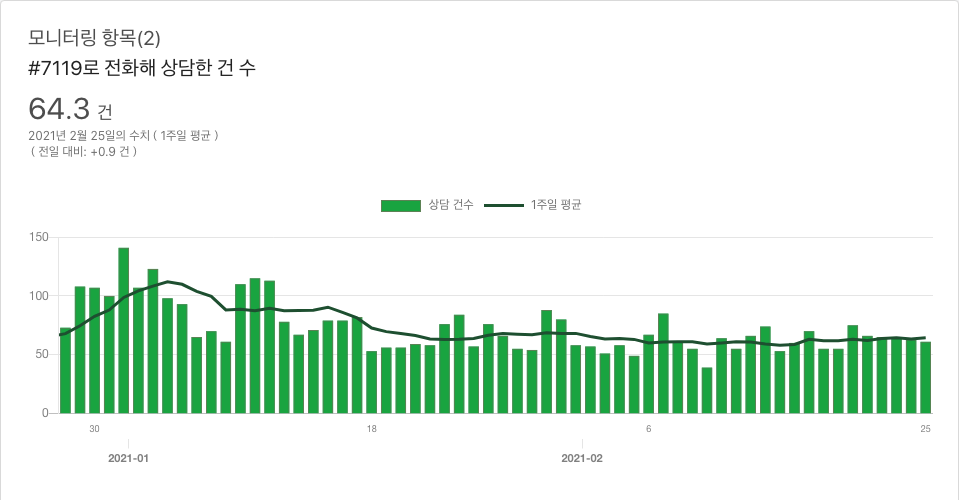 모니터링 항목(2)
#7119로 전화해 상담한 건 수
64.3 건
2021년 2월 25일의 수치 ( 1주일 평균 )
( 전일 대비: +0.9 건 )
상담 건수 1주일 평균
150
100
50
0
30 18 6 25
2021-01 2021-02